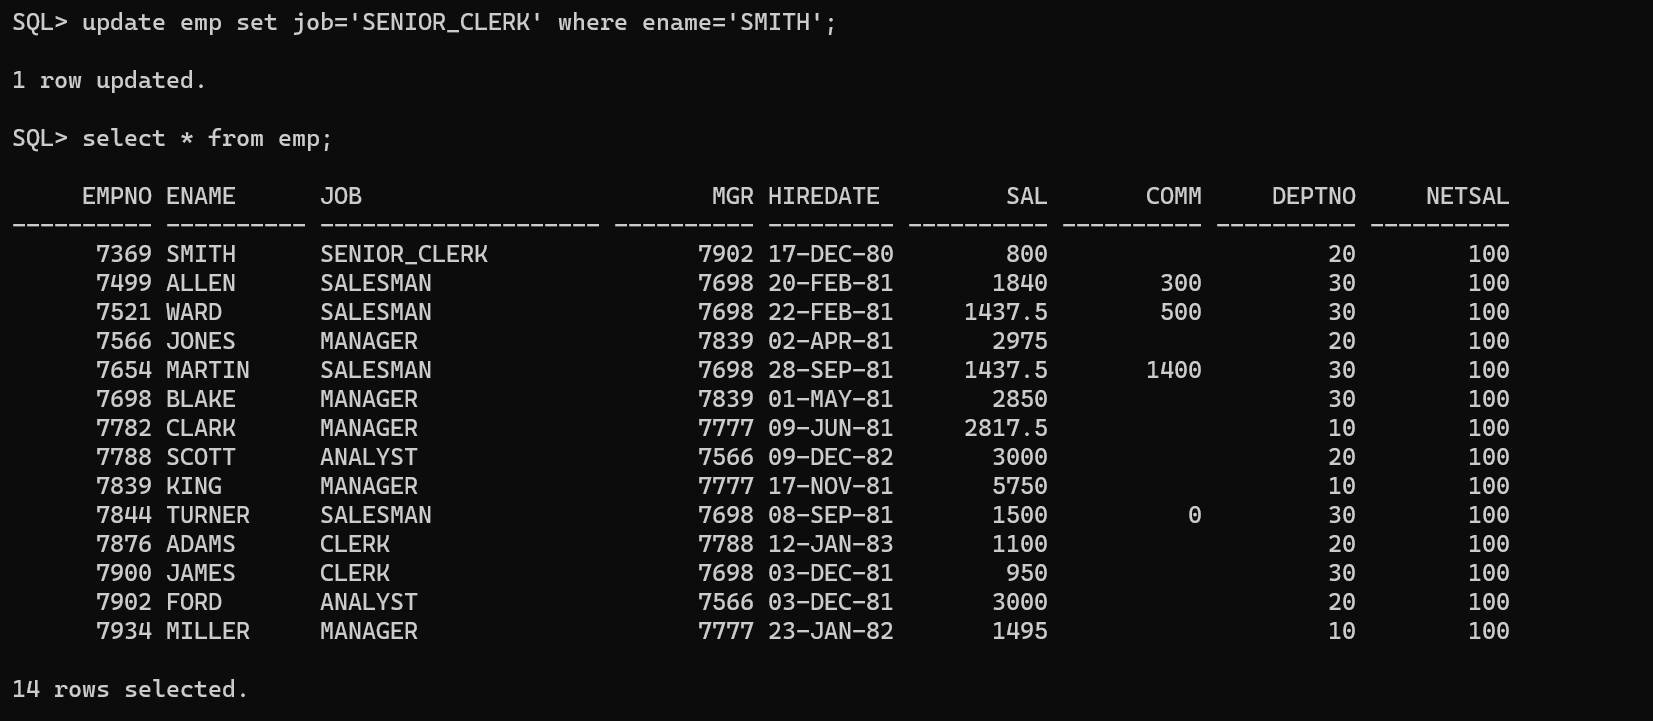 SQL> update emp set job='SENIOR_CLERK' where ename='SMITH';
1 row updated.
SQL> select * from emp;
     EMPNO ENAME      JOB                         MGR HIREDATE         SAL       COMM     DEPTNO     NETSAL
---------- ---------- -------------------- ---------- --------- ---------- ---------- ---------- ----------
      7369 SMITH      SENIOR_CLERK               7902 17-DEC-80        800                    20        100
      7499 ALLEN      SALESMAN                   7698 20-FEB-81       1840        300         30        100
      7521 WARD       SALESMAN                   7698 22-FEB-81     1437.5        500         30        100
      7566 JONES      MANAGER                    7839 02-APR-81       2975                    20        100
      7654 MARTIN     SALESMAN                   7698 28-SEP-81     1437.5       1400         30        100
      7698 BLAKE      MANAGER                    7839 01-MAY-81       2850                    30        100
      7782 CLARK      MANAGER                    7777 09-JUN-81     2817.5                    10        100
      7788 SCOTT      ANALYST                    7566 09-DEC-82       3000                    20        100
      7839 KING       MANAGER                    7777 17-NOV-81       5750                    10        100
      7844 TURNER     SALESMAN                   7698 08-SEP-81       1500          0         30        100
      7876 ADAMS      CLERK                      7788 12-JAN-83       1100                    20        100
      7900 JAMES      CLERK                      7698 03-DEC-81        950                    30        100
      7902 FORD       ANALYST                    7566 03-DEC-81       3000                    20        100
      7934 MILLER     MANAGER                    7777 23-JAN-82       1495                    10        100
14 rows selected.